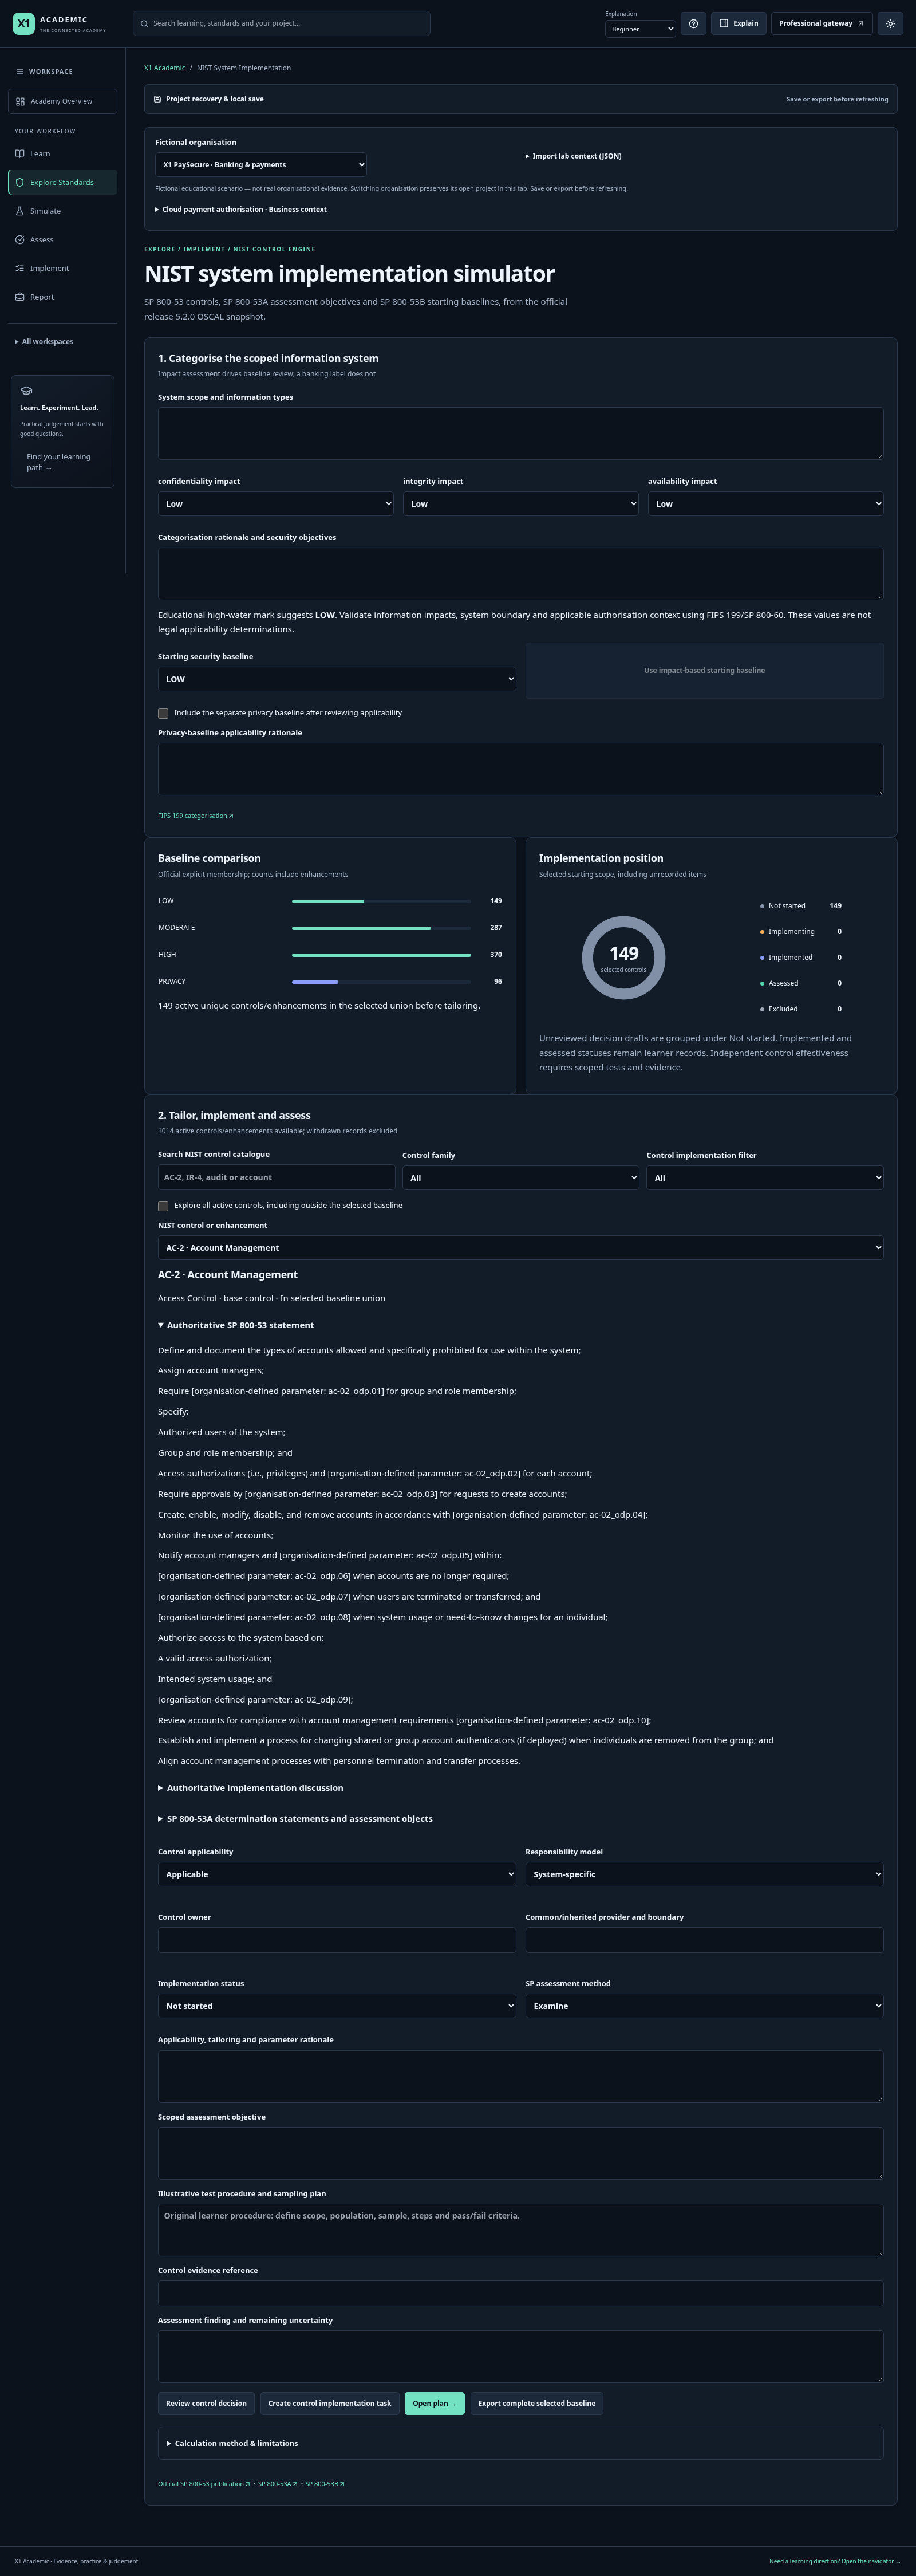 X1
ACADEMIC
THE CONNECTED ACADEMY
Search learning, standards and your project...
Explanation
Beginner
Explain
Professional gateway
WORKSPACE
Academy Overview
YOUR WORKFLOW
Learn
Explore Standards
Simulate
Assess
Implement
Report
All workspaces
Learn. Experiment. Lead.
Practical judgement starts with
good questions.
Find your learning
path →
X1 Academic / NIST System Implementation
Project recovery & local save
Save or export before refreshing
Fictional organisation
X1 PaySecure · Banking & payments
Import lab context (JSON)
Fictional educational scenario — not real organisational evidence. Switching organisation preserves its open project in this tab. Save or export before refreshing.
Cloud payment authorisation · Business context
EXPLORE / IMPLEMENT / NIST CONTROL ENGINE
NIST system implementation simulator
SP 800-53 controls, SP 800-53A assessment objectives and SP 800-53B starting baselines, from the official
release 5.2.0 OSCAL snapshot.
1. Categorise the scoped information system
Impact assessment drives baseline review; a banking label does not
System scope and information types
confidentiality impact
integrity impact
availability impact
Low
Low
Low
Categorisation rationale and security objectives
Educational high-water mark suggests LOW. Validate information impacts, system boundary and applicable authorisation context using FIPS 199/SP 800-60. These values are not
legal applicability determinations.
Starting security baseline
LOW
Use impact-based starting baseline
Include the separate privacy baseline after reviewing applicability
Privacy-baseline applicability rationale
FIPS 199 categorisation
Baseline comparison
Official explicit membership; counts include enhancements
LOW 149
MODERATE 287
HIGH 370
PRIVACY 96
149 active unique controls/enhancements in the selected union before tailoring.
Implementation position
Selected starting scope, including unrecorded items
149
selected controls
Not started 149
Implementing 0
Implemented 0
Assessed 0
Excluded 0
Unreviewed decision drafts are grouped under Not started. Implemented and
assessed statuses remain learner records. Independent control effectiveness
requires scoped tests and evidence.
2. Tailor, implement and assess
1014 active controls/enhancements available; withdrawn records excluded
Search NIST control catalogue
Control family
Control implementation filter
AC-2, IR-4, audit or account
All
All
Explore all active controls, including outside the selected baseline
NIST control or enhancement
AC-2 · Account Management
AC-2 · Account Management
Access Control · base control · In selected baseline union
Authoritative SP 800-53 statement
Define and document the types of accounts allowed and specifically prohibited for use within the system;
Assign account managers;
Require [organisation-defined parameter: ac-02_odp.01] for group and role membership;
Specify:
Authorized users of the system;
Group and role membership; and
Access authorizations (i.e., privileges) and [organisation-defined parameter: ac-02_odp.02] for each account;
Require approvals by [organisation-defined parameter: ac-02_odp.03] for requests to create accounts;
Create, enable, modify, disable, and remove accounts in accordance with [organisation-defined parameter: ac-02_odp.04];
Monitor the use of accounts;
Notify account managers and [organisation-defined parameter: ac-02_odp.05] within:
[organisation-defined parameter: ac-02_odp.06] when accounts are no longer required;
[organisation-defined parameter: ac-02_odp.07] when users are terminated or transferred; and
[organisation-defined parameter: ac-02_odp.08] when system usage or need-to-know changes for an individual;
Authorize access to the system based on:
A valid access authorization;
Intended system usage; and
[organisation-defined parameter: ac-02_odp.09];
Review accounts for compliance with account management requirements [organisation-defined parameter: ac-02_odp.10];
Establish and implement a process for changing shared or group account authenticators (if deployed) when individuals are removed from the group; and
Align account management processes with personnel termination and transfer processes.
Authoritative implementation discussion
SP 800-53A determination statements and assessment objects
Control applicability
Responsibility model
Applicable
System-specific
Control owner
Common/inherited provider and boundary
Implementation status
SP assessment method
Not started
Examine
Applicability, tailoring and parameter rationale
Scoped assessment objective
Illustrative test procedure and sampling plan
Original learner procedure: define scope, population, sample, steps and pass/fail criteria.
Control evidence reference
Assessment finding and remaining uncertainty
Review control decision
Create control implementation task
Open plan →
Export complete selected baseline
Calculation method & limitations
Official SP 800-53 publication · SP 800-53A · SP 800-53B
X1 Academic · Evidence, practice & judgement
Need a learning direction? Open the navigator →